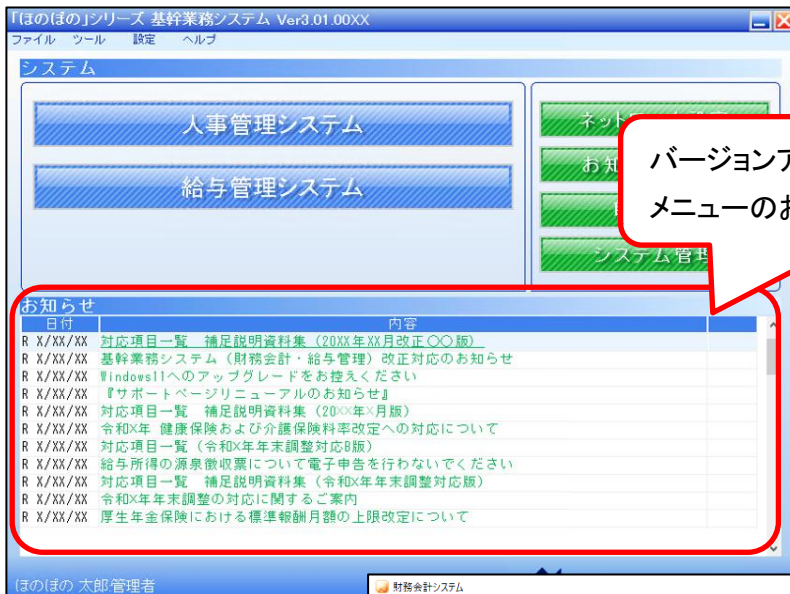 「ほのぼの」シリーズ 基幹業務システム Ver3.01.00XX
ファイル ツール 設定 ヘルプ
システム
人事管理システム
給与管理システム
ネット
お知
システム管理
バージョンア
メニューのお
お知らせ
日付 内容
R X/XX/XX 対応項目一覧 補足説明資料集（20XX年XX月改正〇〇版）
R X/XX/XX 基幹業務システム（財務会計・給与管理）改正対応のお知らせ
R X/XX/XX Windows11へのアップグレードをお控えください
R X/XX/XX 『サポートページリニューアルのお知らせ』
R X/XX/XX 対応項目一覧 補足説明資料集（20××年×月版）
R X/XX/XX 令和X年 健康保険および介護保険料率改定への対応について
R X/XX/XX 対応項目一覧（令和X年年末調整対応B版）
R X/XX/XX 給与所得の源泉徴収票について電子申告を行わないでください
R X/XX/XX 対応項目一覧 補足説明資料集（令和X年年末調整対応版）
R X/XX/XX 令和X年年末調整の対応に関するご案内
R X/XX/XX 厚生年金保険における標準報酬月額の上限改定について
ほのぼの 太郎:管理者
財務会計システム